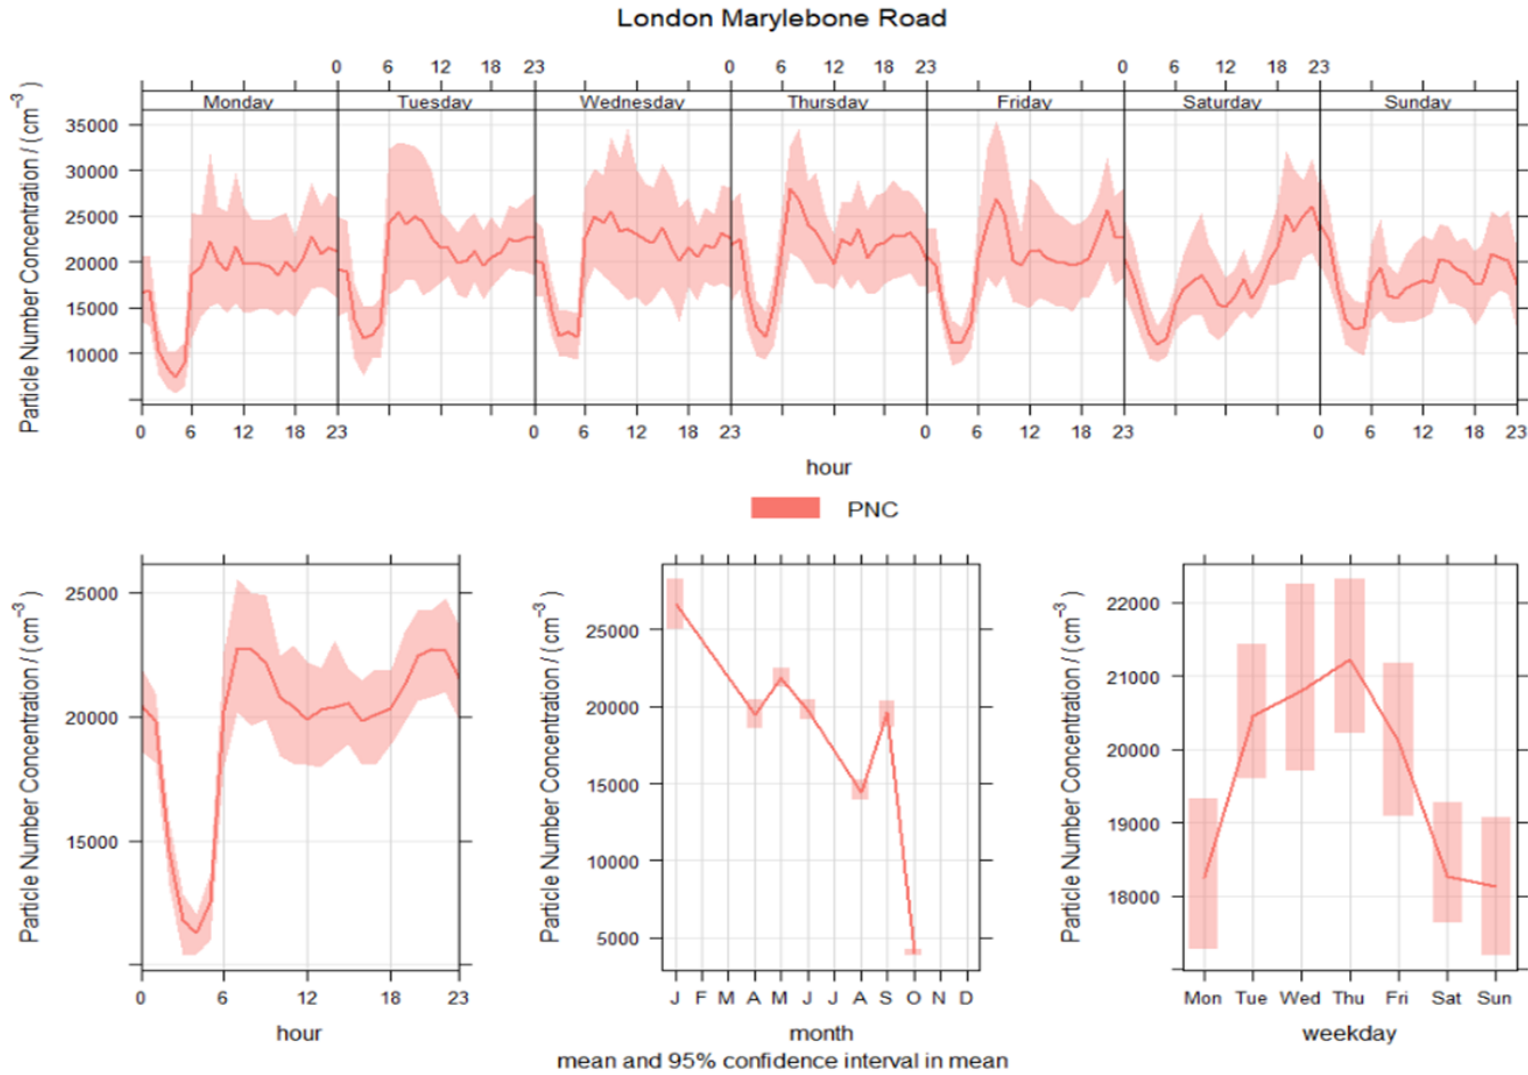 London Marylebone Road
0 6 12 18 23 0 6 12 18 23 0 6 12 18 23
Monday Tuesday Wednesday Thursday Friday Saturday Sunday
Particle Number Concentration / (cm⁻³ )
35000
30000
25000
20000
15000
10000
0 6 12 18 23 0 6 12 18 23 0 6 12 18 23 0 6 12 18 23
hour
PNC
Particle Number Concentration / (cm⁻³ )
25000
20000
15000
0 6 12 18 23
hour
Particle Number Concentration / (cm⁻³ )
25000
20000
15000
10000
5000
J F M A M J J A S O N D
month
Particle Number Concentration / (cm⁻³ )
22000
21000
20000
19000
18000
Mon Tue Wed Thu Fri Sat Sun
weekday
mean and 95% confidence interval in mean